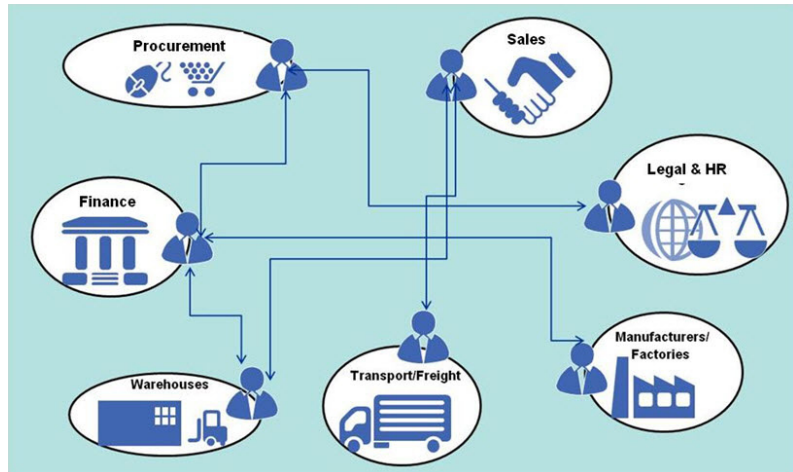 Procurement
Sales
Legal & HR
Finance
Manufacturers/
Factories
Warehouses
Transport/Freight